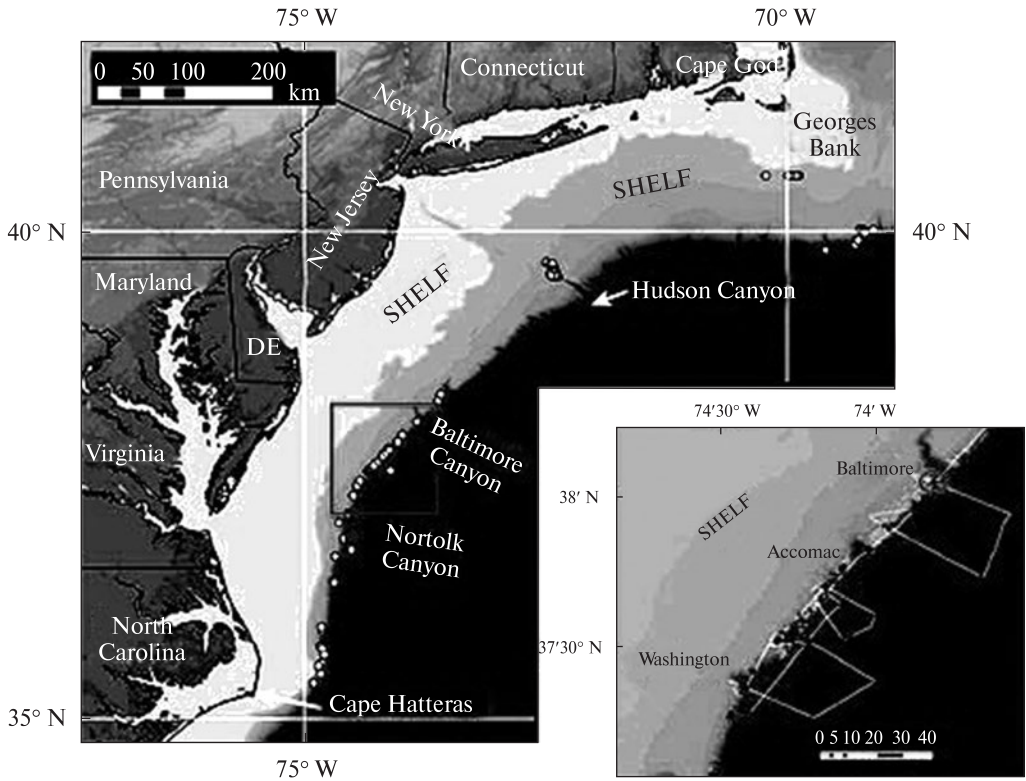 75° W
70° W
0 50 100 200
km
Connecticut
Cape God
New York
Georges
Bank
Pennsylvania
SHELF
New Jersey
40° N
40° N
Maryland
SHELF
Hudson Canyon
DE
74'30° W
74' W
Baltimore
Canyon
Virginia
Baltimore
38' N
SHELF
Nortolk
Canyon
Accomac
North
Carolina
37'30° N
Washington
Cape Hatteras
35° N
0 5 10 20 30 40
75° W